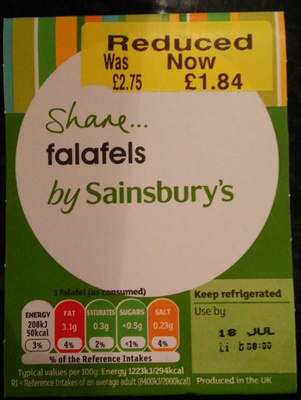 Reduced
Was Now
£2.75 £1.84
Share...
falafels
by Sainsbury's
1 falafel (as consumed)
ENERGY FAT SATURATES SUGARS SALT
208kJ
50kcal 3.1g 0.3g <0.5g 0.23g
3% 4% 2% <1% 4%
% of the Reference Intakes
Typical values per 100g: Energy 1223kJ/294kcal
RI = Reference Intakes of an average adult (8400kJ/2000kcal)
Keep refrigerated
Use by
18 JUL
Produced in the UK